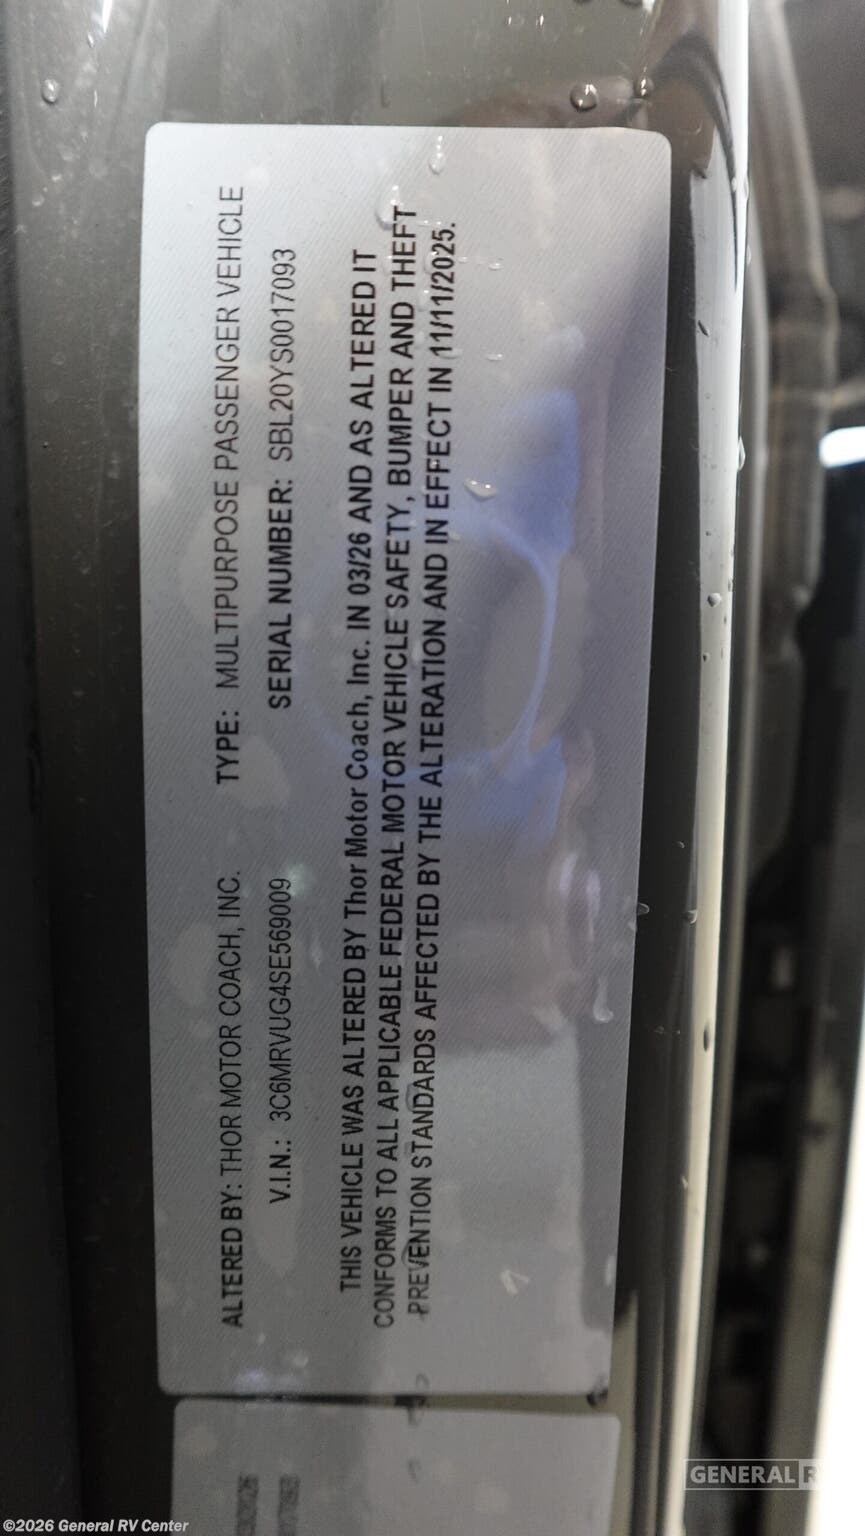 ALTERED BY: THOR MOTOR COACH, INC. TYPE: MULTIPURPOSE PASSENGER VEHICLE
V.I.N.: 3C6MRVUG4SE569009 SERIAL NUMBER: SBL20YS0017093
THIS VEHICLE WAS ALTERED BY Thor Motor Coach, Inc. IN 03/26 AND AS ALTERED IT
CONFORMS TO ALL APPLICABLE FEDERAL MOTOR VEHICLE SAFETY, BUMPER AND THEFT
PREVENTION STANDARDS AFFECTED BY THE ALTERATION AND IN EFFECT IN 11/11/2025.
GENERAL R
©2026 General RV Center